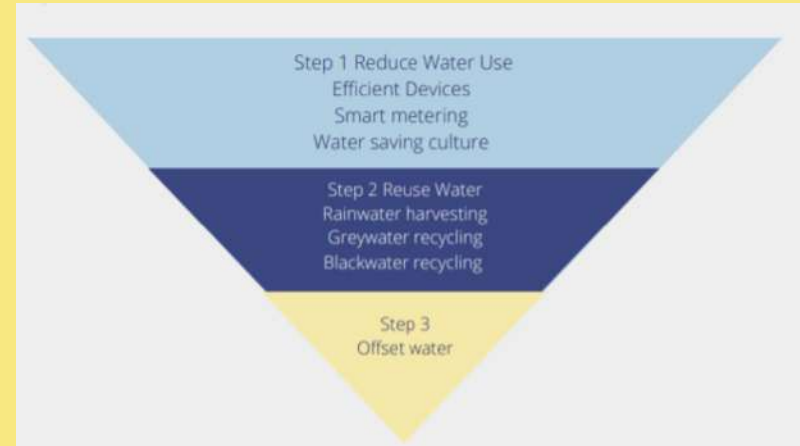 Step 1 Reduce Water Use
Efficient Devices
Smart metering
Water saving culture
Step 2 Reuse Water
Rainwater harvesting
Greywater recycling
Blackwater recycling
Step 3
Offset water